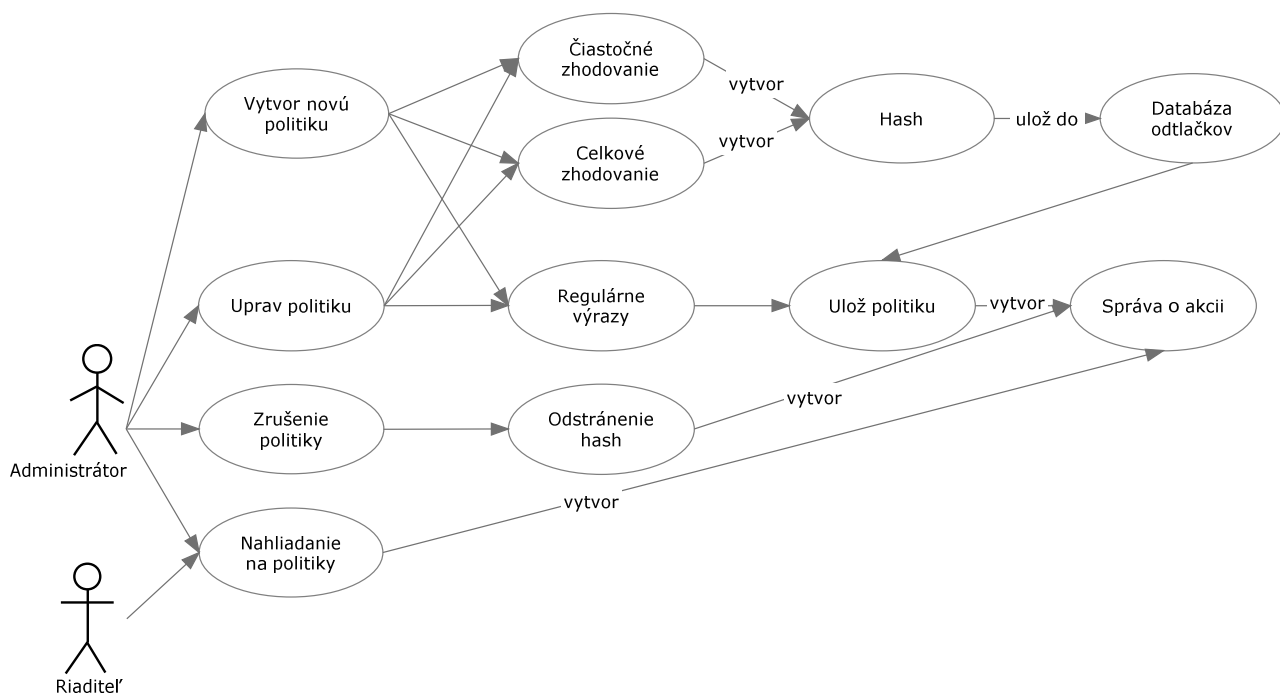 Čiastočné
zhodovanie
vytvor
Vytvor novú
politiku
Hash
ulož do
Databáza
odtlačkov
vytvor
Celkové
zhodovanie
Uprav politiku
Regulárne
výrazy
Ulož politiku
vytvor
Správa o akcii
Zrušenie
politiky
Odstránenie
hash
vytvor
Administrátor
vytvor
Nahliadanie
na politiky
Riaditeľ